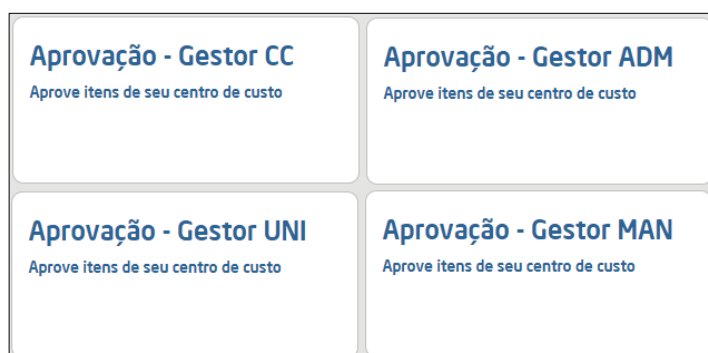 Aprovação - Gestor CC
Aprove itens de seu centro de custo
Aprovação - Gestor ADM
Aprove itens de seu centro de custo
Aprovação - Gestor UNI
Aprove itens de seu centro de custo
Aprovação - Gestor MAN
Aprove itens de seu centro de custo